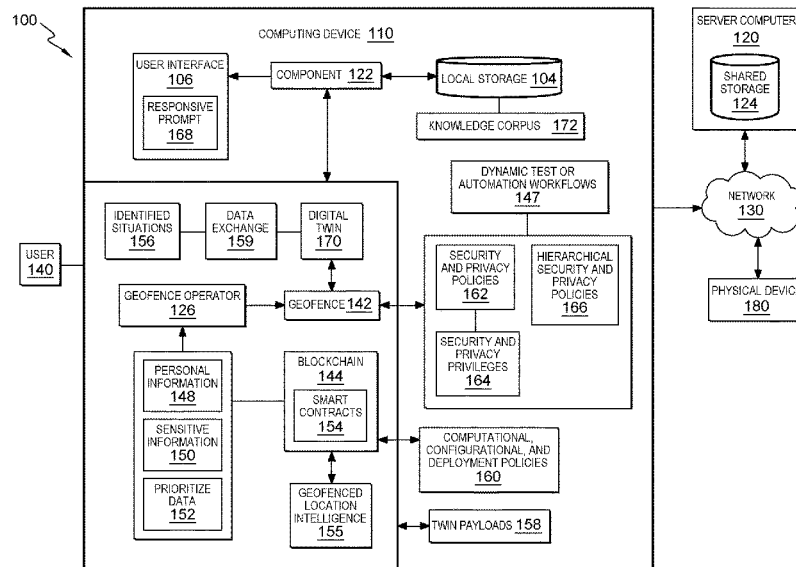 100
COMPUTING DEVICE 110
USER INTERFACE
106
RESPONSIVE
PROMPT
168
COMPONENT 122
LOCAL STORAGE 104
KNOWLEDGE CORPUS 172
SERVER COMPUTER
120
SHARED
STORAGE
124
NETWORK
130
PHYSICAL DEVICE
180
DYNAMIC TEST OR
AUTOMATION WORKFLOWS
147
SECURITY
AND PRIVACY
POLICIES
162
HIERARCHICAL
SECURITY AND
PRIVACY
POLICIES
166
SECURITY
AND
PRIVACY
PRIVILEGES
164
USER
140
IDENTIFIED
SITUATIONS
156
DATA
EXCHANGE
159
DIGITAL
TWIN
170
GEOFENCE OPERATOR
126
GEOFENCE 142
PERSONAL
INFORMATION
148
SENSITIVE
INFORMATION
150
PRIORITIZE
DATA
152
BLOCKCHAIN
144
SMART
CONTRACTS
154
GEOFENCED
LOCATION
INTELLIGENCE
155
COMPUTATIONAL,
CONFIGURATIONAL, AND
DEPLOYMENT POLICIES
160
TWIN PAYLOADS 158